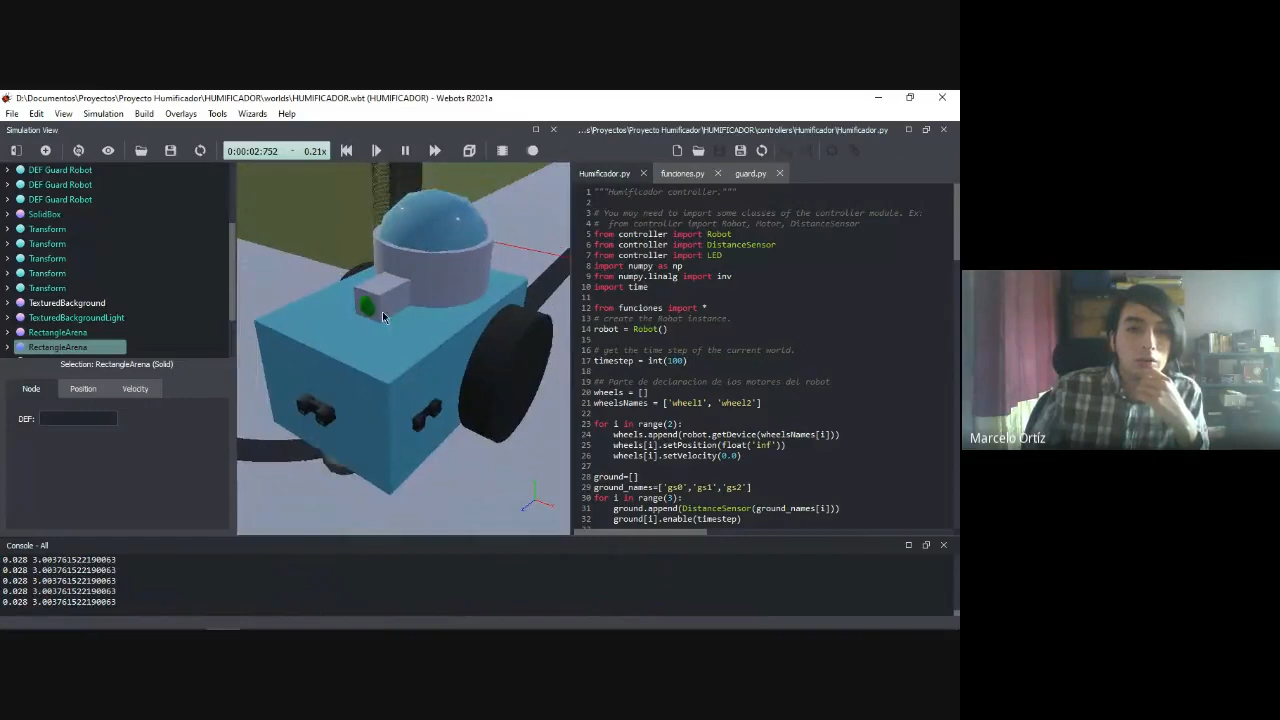 D:\Documentos\Proyectos\Proyecto Humificador\HUMIFICADOR\worlds\HUMIFICADOR.wbt (HUMIFICADOR) - Webots R2021a
File Edit View Simulation Build Overlays Tools Wizards Help
Simulation View
0:00:02:752 - 0.21x
DEF Guard Robot
DEF Guard Robot
DEF Guard Robot
SolidBox
Transform
Transform
Transform
Transform
Transform
TexturedBackground
TexturedBackgroundLight
RectangleArena
RectangleArena
Selection: RectangleArena (Solid)
Node Position Velocity
DEF:
...s\Proyectos\Proyecto Humificador\HUMIFICADOR\controllers\Humificador\Humificador.py
Humificador.py funciones.py guard.py
1 """Humificador controller."""
2
3 # You may need to import some classes of the controller module. Ex:
4 #  from controller import Robot, Motor, DistanceSensor
5 from controller import Robot
6 from controller import DistanceSensor
7 from controller import LED
8 import numpy as np
9 from numpy.linalg import inv
10 import time
11
12 from funciones import *
13 # create the Robot instance.
14 robot = Robot()
15
16 # get the time step of the current world.
17 timestep = int(100)
18
19 ## Parte de declaracion de los motores del robot
20 wheels = []
21 wheelsNames = ['wheel1', 'wheel2']
22
23 for i in range(2):
24     wheels.append(robot.getDevice(wheelsNames[i]))
25     wheels[i].setPosition(float('inf'))
26     wheels[i].setVelocity(0.0)
27
28 ground=[]
29 ground_names=['gs0','gs1','gs2']
30 for i in range(3):
31     ground.append(DistanceSensor(ground_names[i]))
32     ground[i].enable(timestep)
Console - All
0.028 3.003761522190063
0.028 3.003761522190063
0.028 3.003761522190063
0.028 3.003761522190063
0.028 3.003761522190063
Marcelo Ortíz